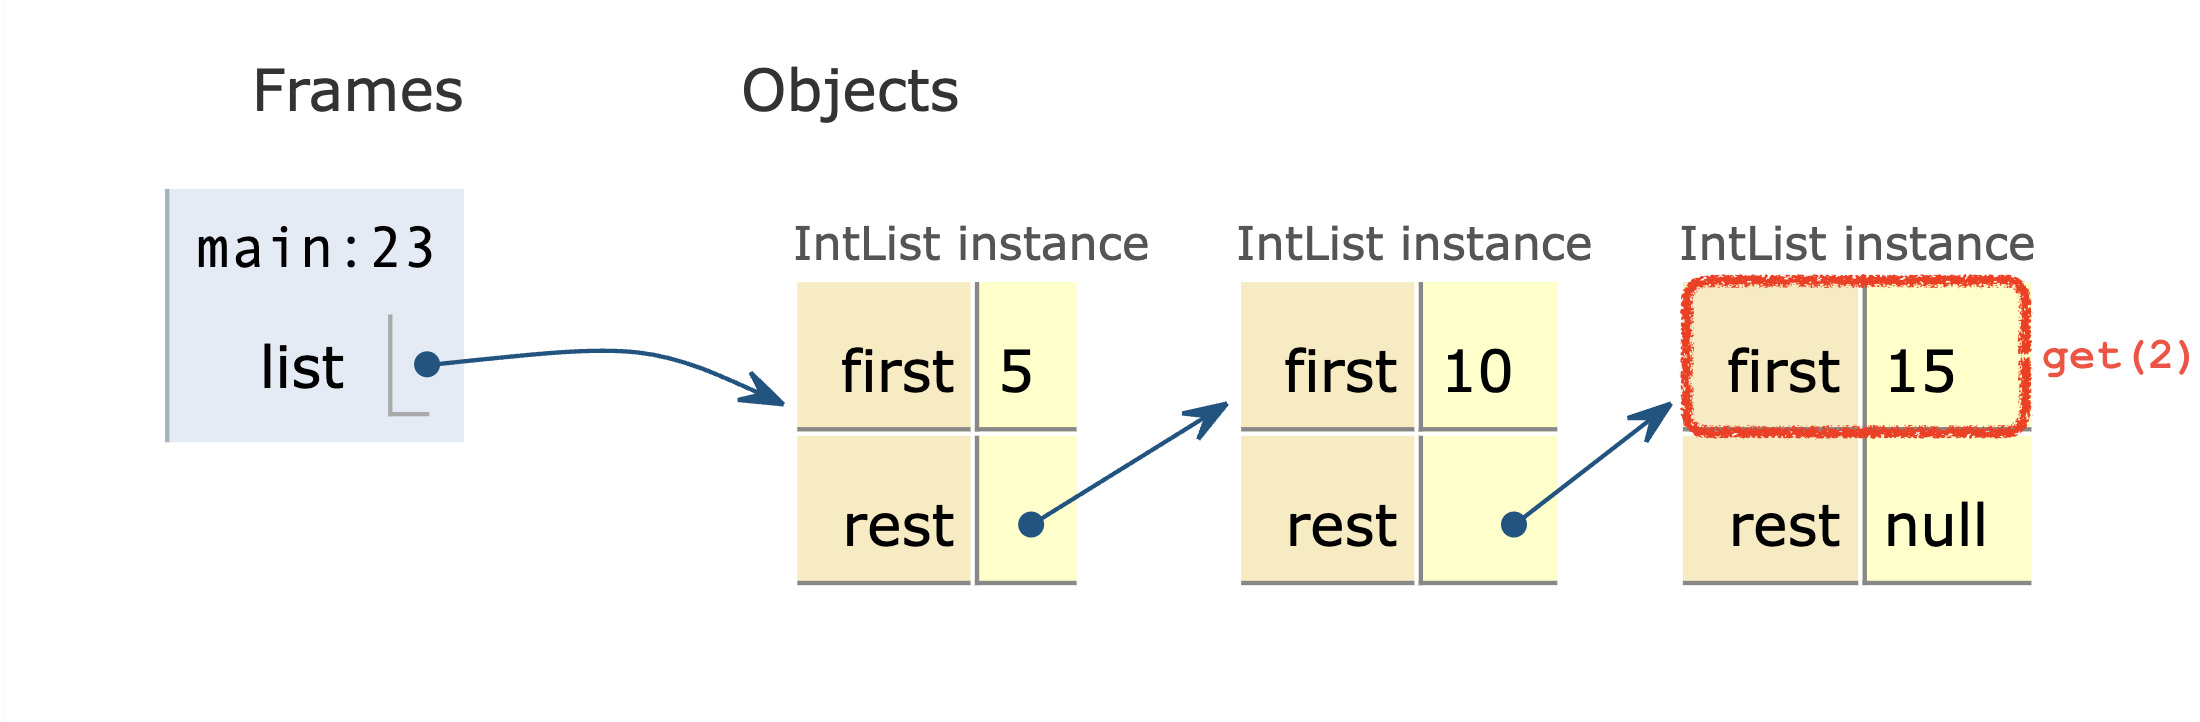 Frames
Objects
main:23
list
IntList instance
first 5
rest
IntList instance
first 10
rest
IntList instance
first 15
rest null
get(2)